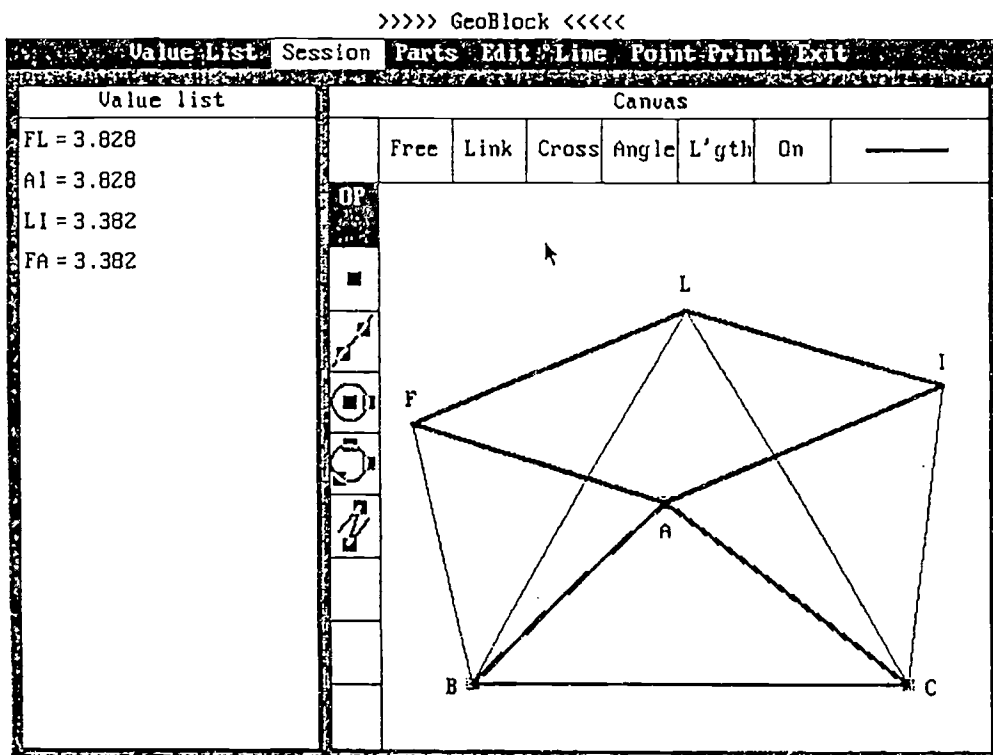 >>>>> GeoBlock <<<<<
Value List Session Parts Edit Line Point Print Exit
Value list
Canvas
FL = 3.828
AI = 3.828
LI = 3.382
FA = 3.382
Free Link Cross Angle L'gth On
OP
L
I
F
A
B
C